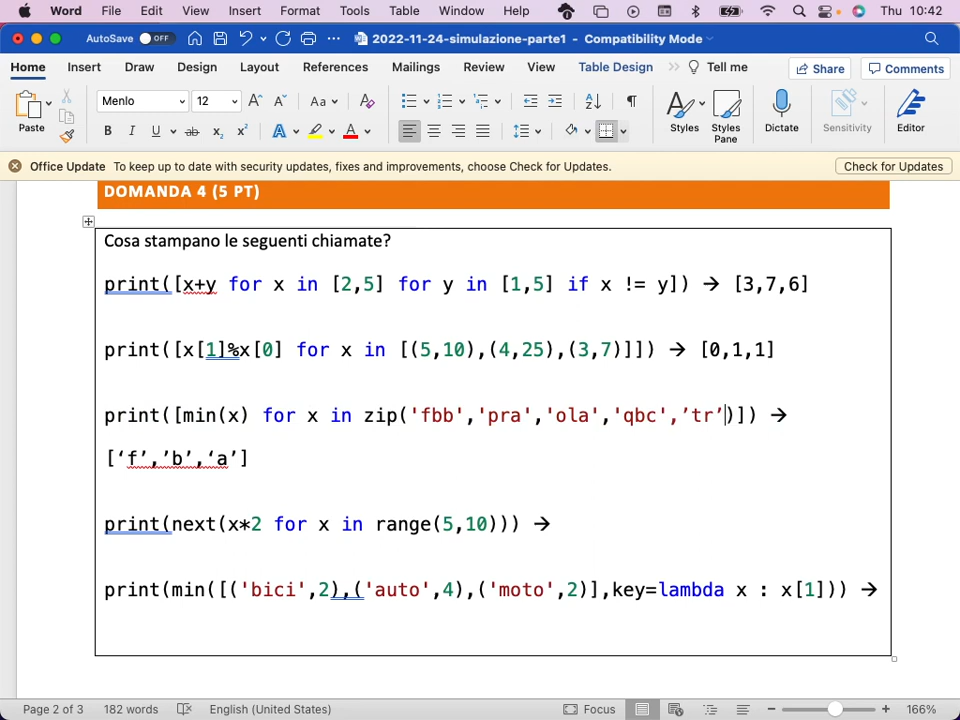 Word File Edit View Insert Format Tools Table Window Help Thu 10:42
AutoSave OFF ... 2022-11-24-simulazione-parte1 - Compatibility Mode
Home Insert Draw Design Layout References Mailings Review View Table Design >> Tell me Share Comments
Paste Menlo 12 Aa Styles Styles Pane Dictate Sensitivity Editor
Office Update To keep up to date with security updates, fixes and improvements, choose Check for Updates. Check for Updates
DOMANDA 4 (5 PT)
Cosa stampano le seguenti chiamate?
print([x+y for x in [2,5] for y in [1,5] if x != y]) → [3,7,6]
print([x[1]%x[0] for x in [(5,10),(4,25),(3,7)]]) → [0,1,1]
print([min(x) for x in zip('fbb','pra','ola','qbc',’tr’)]) →
[‘f’,’b’,‘a’]
print(next(x*2 for x in range(5,10))) →
print(min([('bici',2),('auto',4),('moto',2)],key=lambda x : x[1])) →
Page 2 of 3 182 words English (United States) Focus 166%